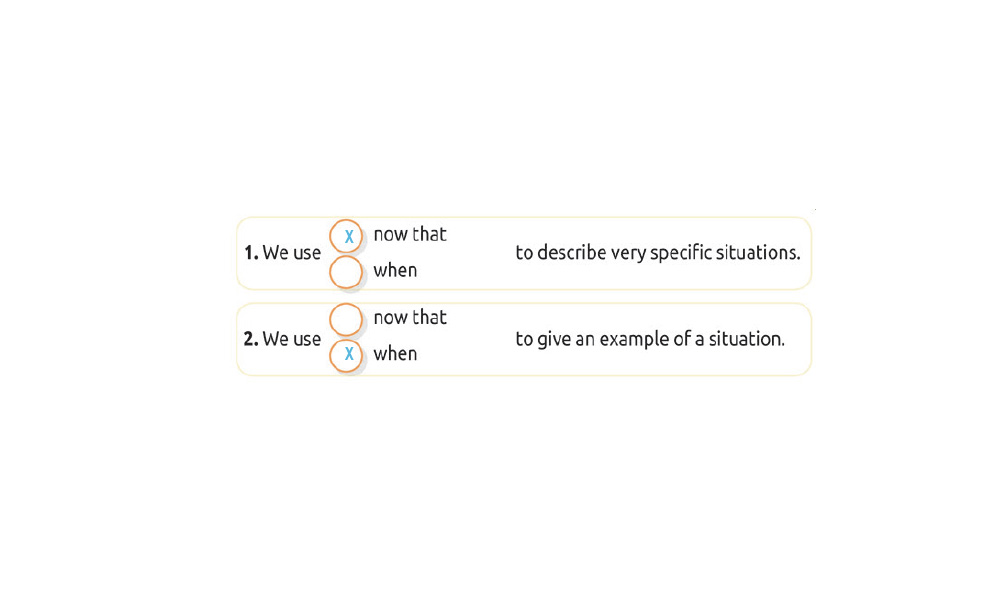 1. We use
X now that
when
to describe very specific situations.
2. We use
now that
X when
to give an example of a situation.